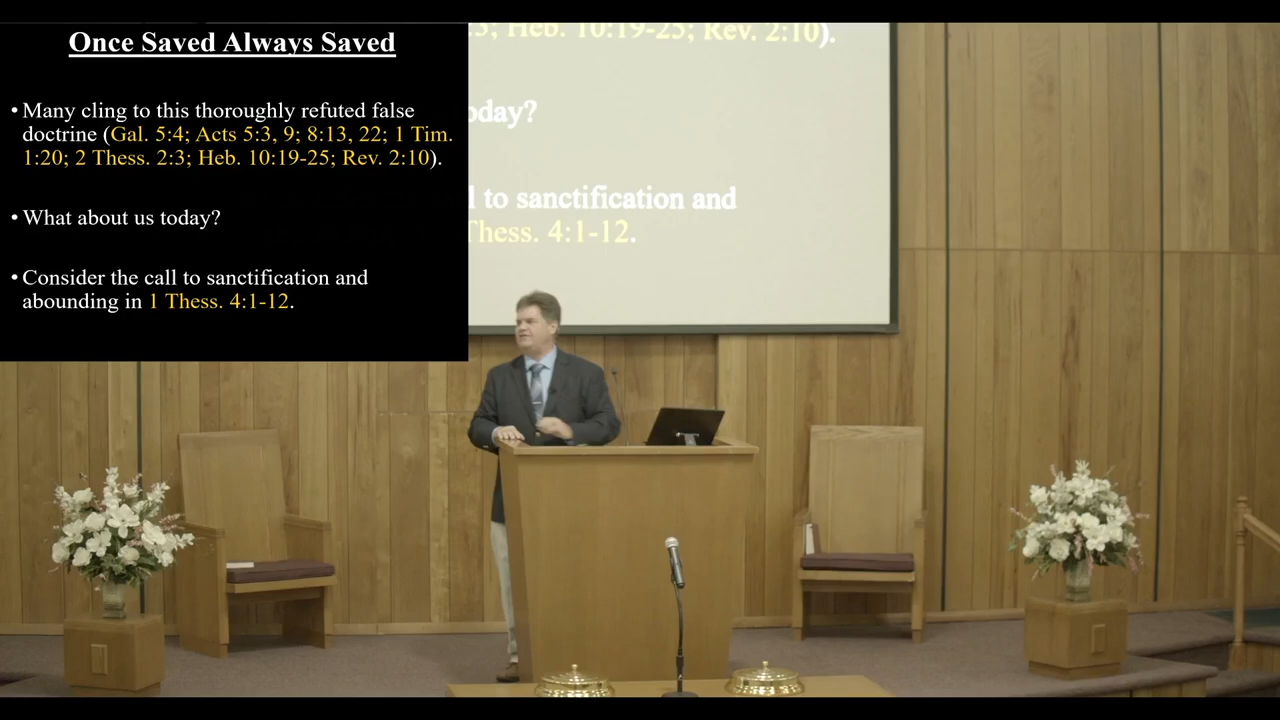 Once Saved Always Saved
• Many cling to this thoroughly refuted false
doctrine (Gal. 5:4; Acts 5:3, 9; 8:13, 22; 1 Tim.
1:20; 2 Thess. 2:3; Heb. 10:19-25; Rev. 2:10).
• What about us today?
• Consider the call to sanctification and
abounding in 1 Thess. 4:1-12.
:3; Heb. 10:19-25; Rev. 2:10).
oday?
l to sanctification and
Thess. 4:1-12.